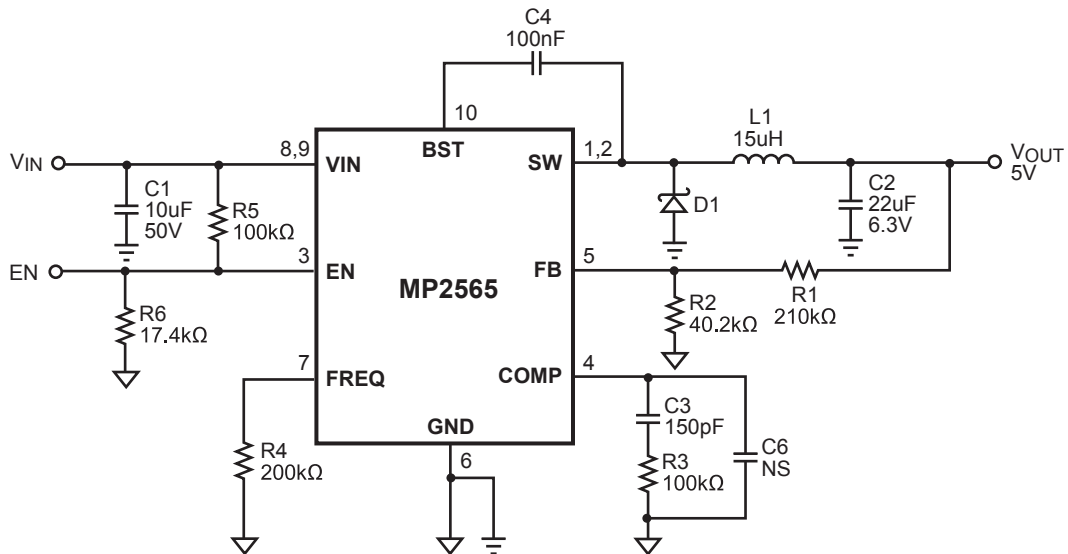 C4
100nF
10
BST
L1
15uH
VIN
8,9
VIN
SW
1,2
VOUT
5V
C1
10uF
50V
R5
100kΩ
D1
C2
22uF
6.3V
EN
3
EN
MP2565
FB
5
R1
210kΩ
R2
40.2kΩ
R6
17.4kΩ
7
FREQ
COMP
4
GND
6
R4
200kΩ
C3
150pF
R3
100kΩ
C6
NS